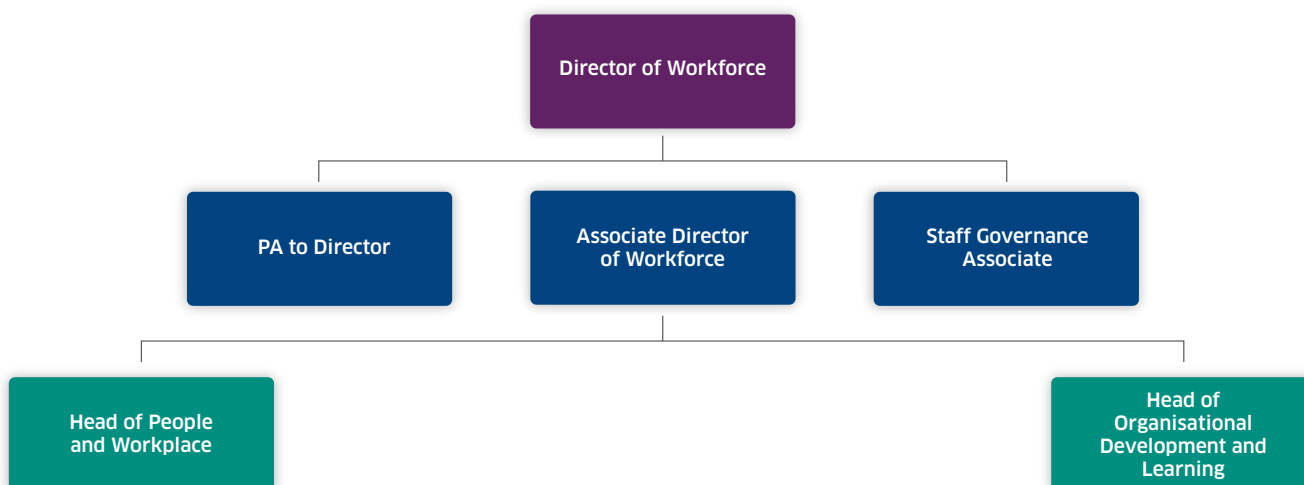 Director of Workforce
PA to Director
Associate Director
of Workforce
Staff Governance
Associate
Head of People
and Workplace
Head of
Organisational
Development and
Learning